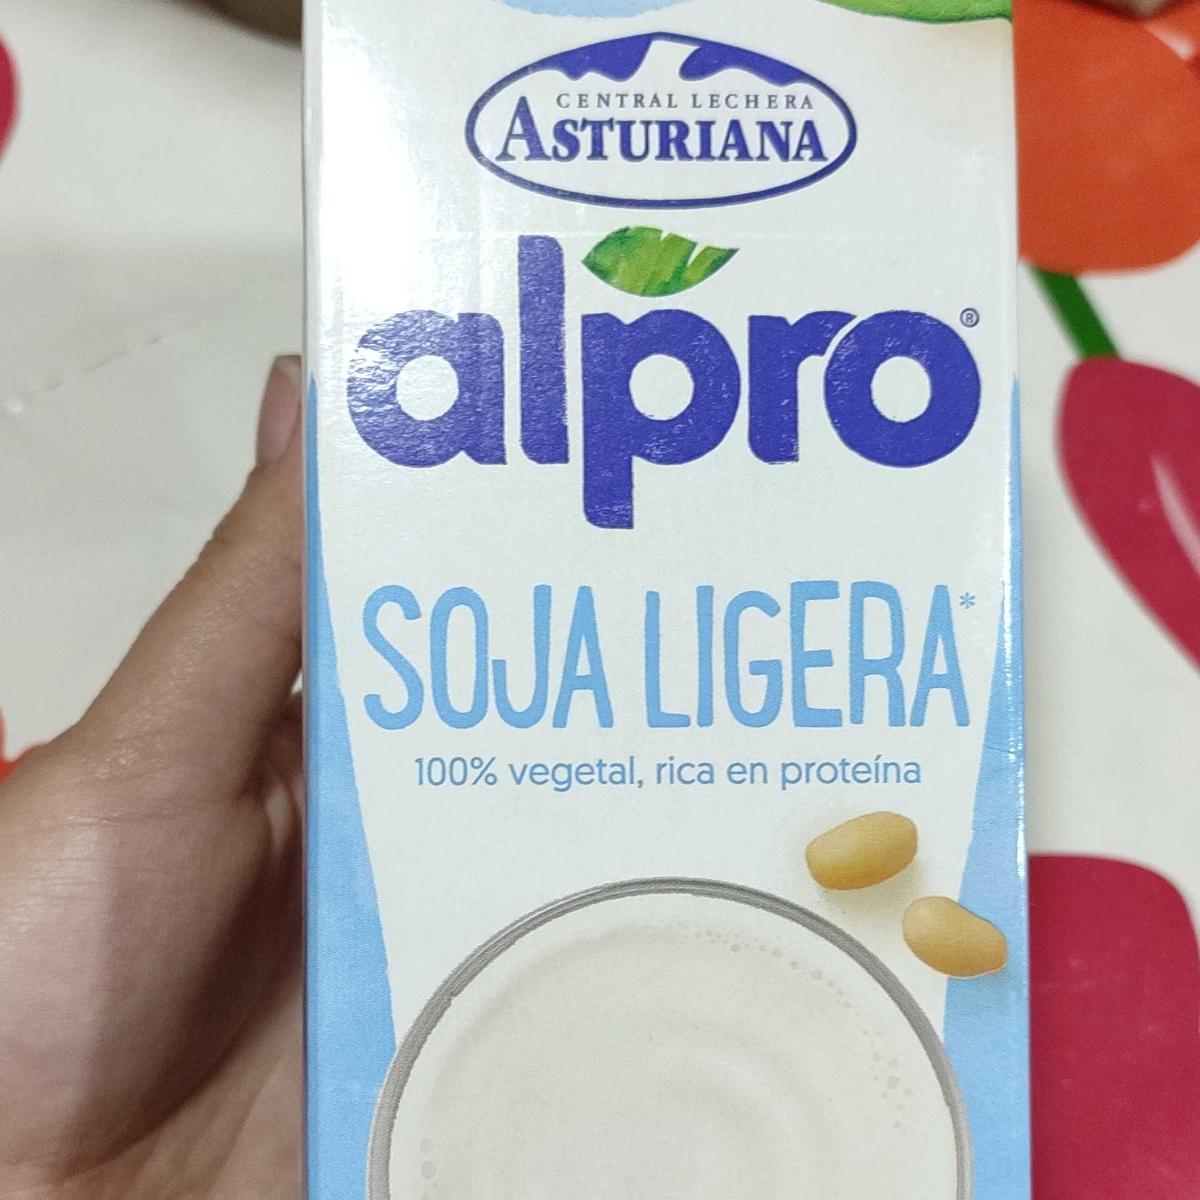 CENTRAL LECHERA
ASTURIANA
alpro®
SOJA LIGERA*
100% vegetal, rica en proteína